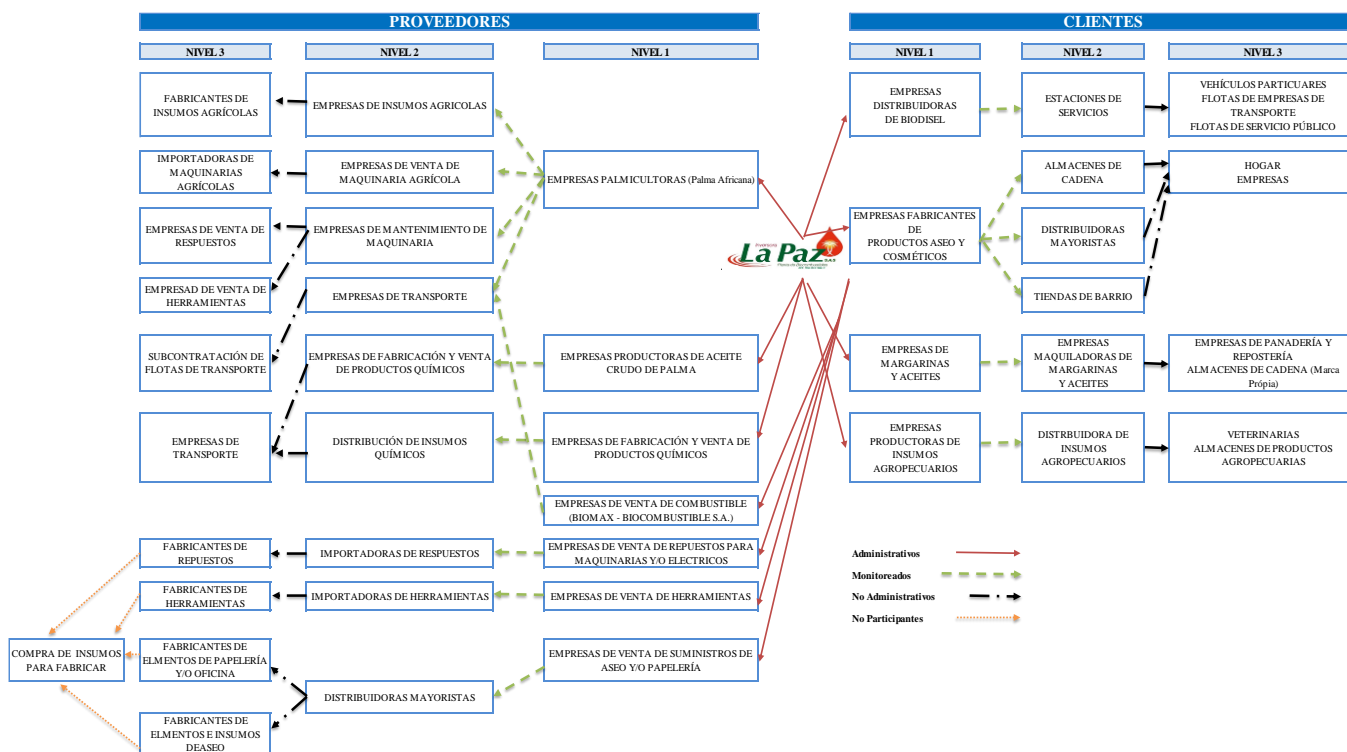 PROVEEDORES
CLIENTES
NIVEL 3
NIVEL 2
NIVEL 1
NIVEL 1
NIVEL 2
NIVEL 3
FABRICANTES DE
INSUMOS AGRÍCOLAS
EMPRESAS DE INSUMOS AGRICOLAS
EMPRESAS
DISTRIBUIDORAS
DE BIODISEL
ESTACIONES DE
SERVICIOS
VEHÍCULOS PARTICUARES
FLOTAS DE EMPRESAS DE
TRANSPORTE
FLOTAS DE SERVICIO PÚBLICO
IMPORTADORAS DE
MAQUINARIAS
AGRÍCOLAS
EMPRESAS DE VENTA DE
MAQUINARIA AGRÍCOLA
EMPRESAS PALMICULTORAS (Palma Africana)
ALMACENES DE
CADENA
HOGAR
EMPRESAS
EMPRESAS DE VENTA DE
RESPUESTOS
EMPRESAS DE MANTENIMIENTO DE
MAQUINARIA
La Paz
S.A.S
EMPRESAS FABRICANTES
DE
PRODUCTOS ASEO Y
COSMÉTICOS
DISTRIBUIDORAS
MAYORISTAS
EMPRESAD DE VENTA DE
HERRAMIENTAS
EMPRESAS DE TRANSPORTE
TIENDAS DE BARRIO
SUBCONTRATACIÓN DE
FLOTAS DE TRANSPORTE
EMPRESAS DE FABRICACIÓN Y VENTA
DE PRODUCTOS QUÍMICOS
EMPRESAS PRODUCTORAS DE ACEITE
CRUDO DE PALMA
EMPRESAS DE
MARGARINAS
Y ACEITES
EMPRESAS
MAQUILADORAS DE
MARGARINAS
Y ACEITES
EMPRESAS DE PANADERÍA Y
REPOSTERÍA
ALMACENES DE CADENA (Marca
Própia)
EMPRESAS DE
TRANSPORTE
DISTRIBUCIÓN DE INSUMOS
QUÍMICOS
EMPRESAS DE FABRICACIÓN Y VENTA DE
PRODUCTOS QUÍMICOS
EMPRESAS
PRODUCTORAS DE
INSUMOS
AGROPECUARIOS
DISTRBUIDORA DE
INSUMOS
AGROPECUARIOS
VETERINARIAS
ALMACENES DE PRODUCTOS
AGROPECUARIAS
EMPRESAS DE VENTA DE COMBUSTIBLE
(BIOMAX - BIOCOMBUSTIBLE S.A.)
FABRICANTES DE
REPUESTOS
IMPORTADORAS DE RESPUESTOS
EMPRESAS DE VENTA DE REPUESTOS PARA
MAQUINARIAS Y/O ELECTRICOS
FABRICANTES DE
HERRAMIENTAS
IMPORTADORAS DE HERRAMIENTAS
EMPRESAS DE VENTA DE HERRAMIENTAS
Administrativos
Monitoreados
No Administrativos
No Participantes
COMPRA DE INSUMOS
PARA FABRICAR
FABRICANTES DE
ELMENTOS DE PAPELERÍA
Y/O OFICINA
EMPRESAS DE VENTA DE SUMINISTROS DE
ASEO Y/O PAPELERÍA
DISTRIBUIDORAS MAYORISTAS
FABRICANTES DE
ELMENTOS E INSUMOS
DEASEO